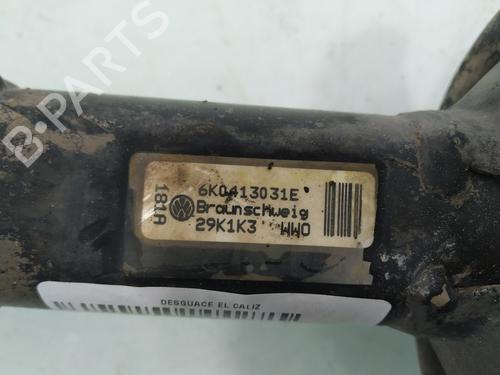 B-Parts
181A
6K0413031E
Braunschweig
29K1K3 WWO
DESGUACE EL CALIZ